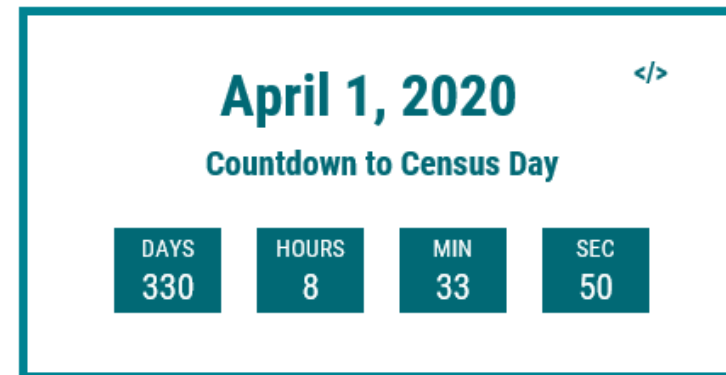 </>
April 1, 2020
Countdown to Census Day
DAYS HOURS MIN SEC
330 8 33 50